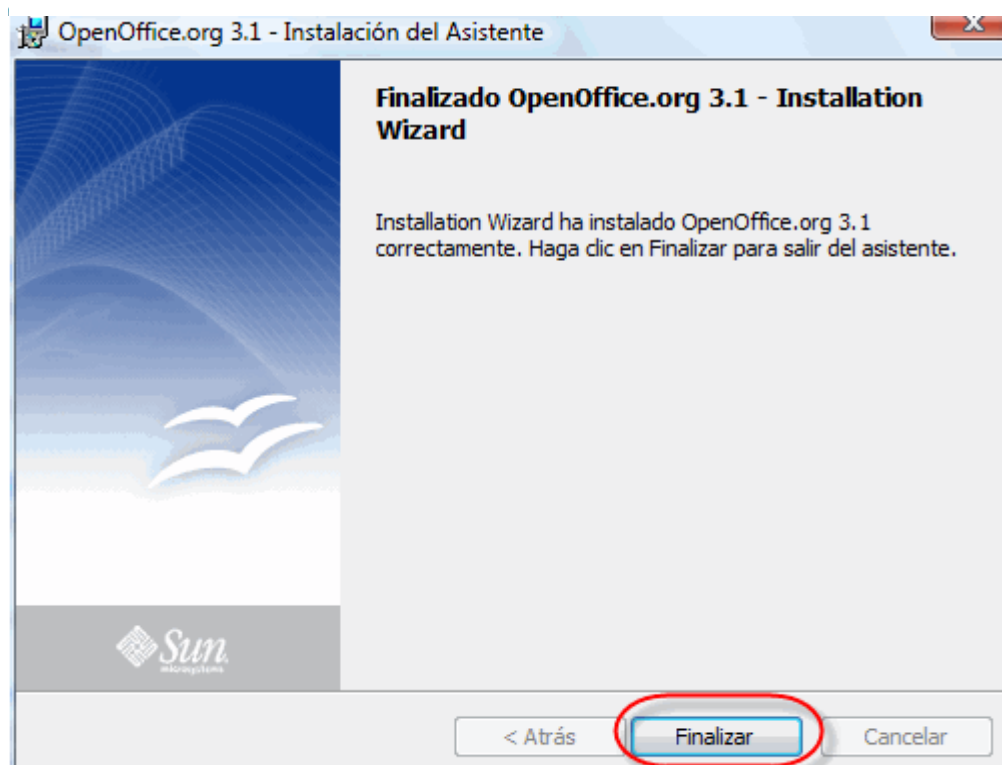 OpenOffice.org 3.1 - Instalación del Asistente
Finalizado OpenOffice.org 3.1 - Installation
Wizard
Installation Wizard ha instalado OpenOffice.org 3.1
correctamente. Haga clic en Finalizar para salir del asistente.
Sun
microsystems
< Atrás
Finalizar
Cancelar